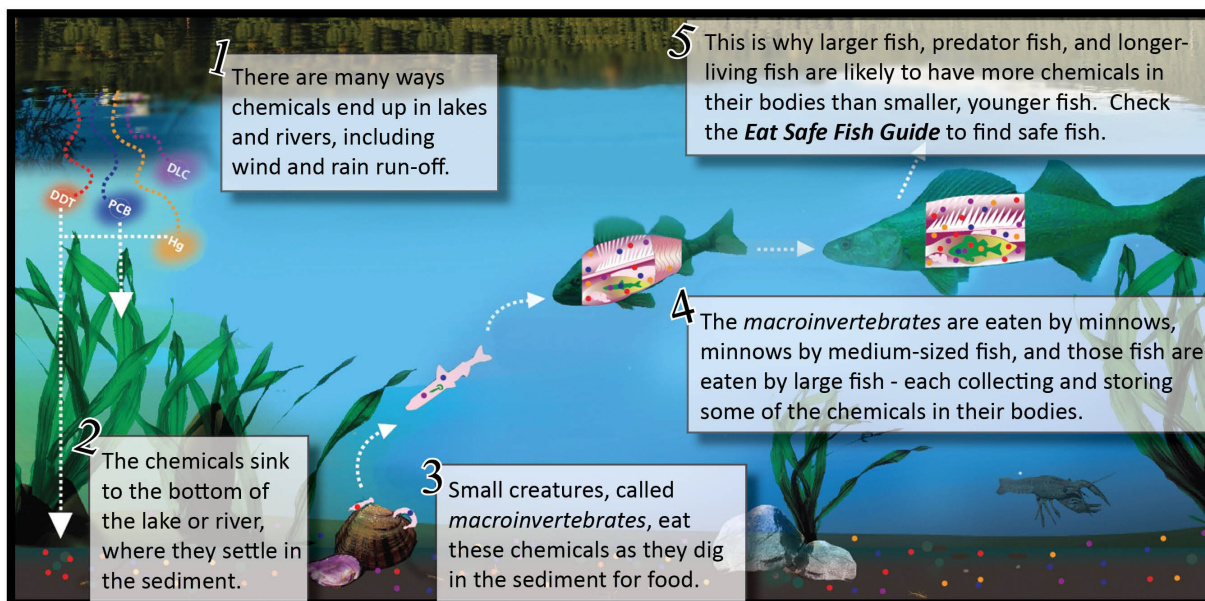 1
There are many ways
chemicals end up in lakes
and rivers, including
wind and rain run-off.
DDT
PCB
DLC
Hg
2
The chemicals sink
to the bottom of
the lake or river,
where they settle in
the sediment.
3
Small creatures, called
macroinvertebrates, eat
these chemicals as they dig
in the sediment for food.
4
The macroinvertebrates are eaten by minnows,
minnows by medium-sized fish, and those fish are
eaten by large fish - each collecting and storing
some of the chemicals in their bodies.
5
This is why larger fish, predator fish, and longer-
living fish are likely to have more chemicals in
their bodies than smaller, younger fish.  Check
the Eat Safe Fish Guide to find safe fish.